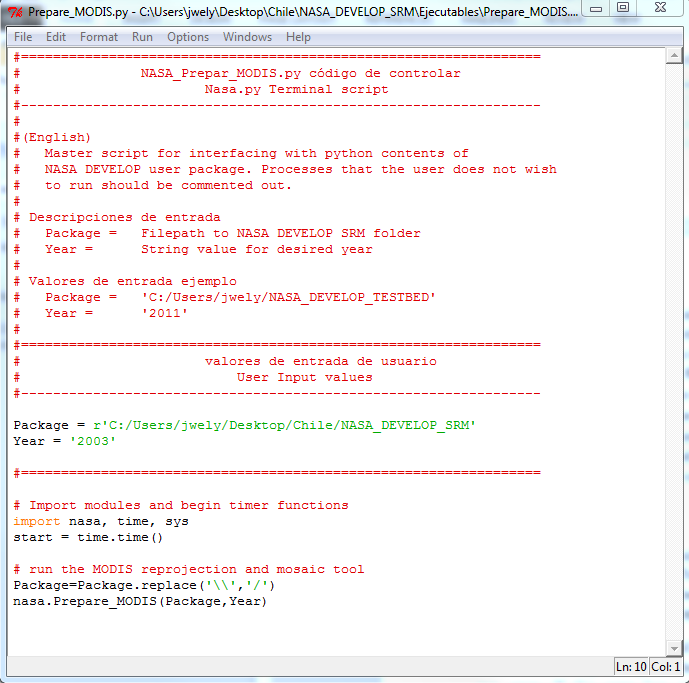 Prepare_MODIS.py - C:\Users\jwely\Desktop\Chile\NASA_DEVELOP_SRM\Ejecutables\Prepare_MODIS....
File Edit Format Run Options Windows Help
#=================================================================
#               NASA_Prepar_MODIS.py código de controlar
#                       Nasa.py Terminal script
#-----------------------------------------------------------------
#
#(English)
#   Master script for interfacing with python contents of
#   NASA DEVELOP user package. Processes that the user does not wish
#   to run should be commented out.
#
# Descripciones de entrada
#   Package =   Filepath to NASA DEVELOP SRM folder
#   Year =      String value for desired year
#
# Valores de entrada ejemplo
#   Package =   'C:/Users/jwely/NASA_DEVELOP_TESTBED'
#   Year =      '2011'
#
#=================================================================
#                       valores de entrada de usuario
#                           User Input values
#-----------------------------------------------------------------
Package = r'C:/Users/jwely/Desktop/Chile/NASA_DEVELOP_SRM'
Year = '2003'
#=================================================================
# Import modules and begin timer functions
import nasa, time, sys
start = time.time()
# run the MODIS reprojection and mosaic tool
Package=Package.replace('\\','/')
nasa.Prepare_MODIS(Package,Year)
Ln: 10 Col: 1